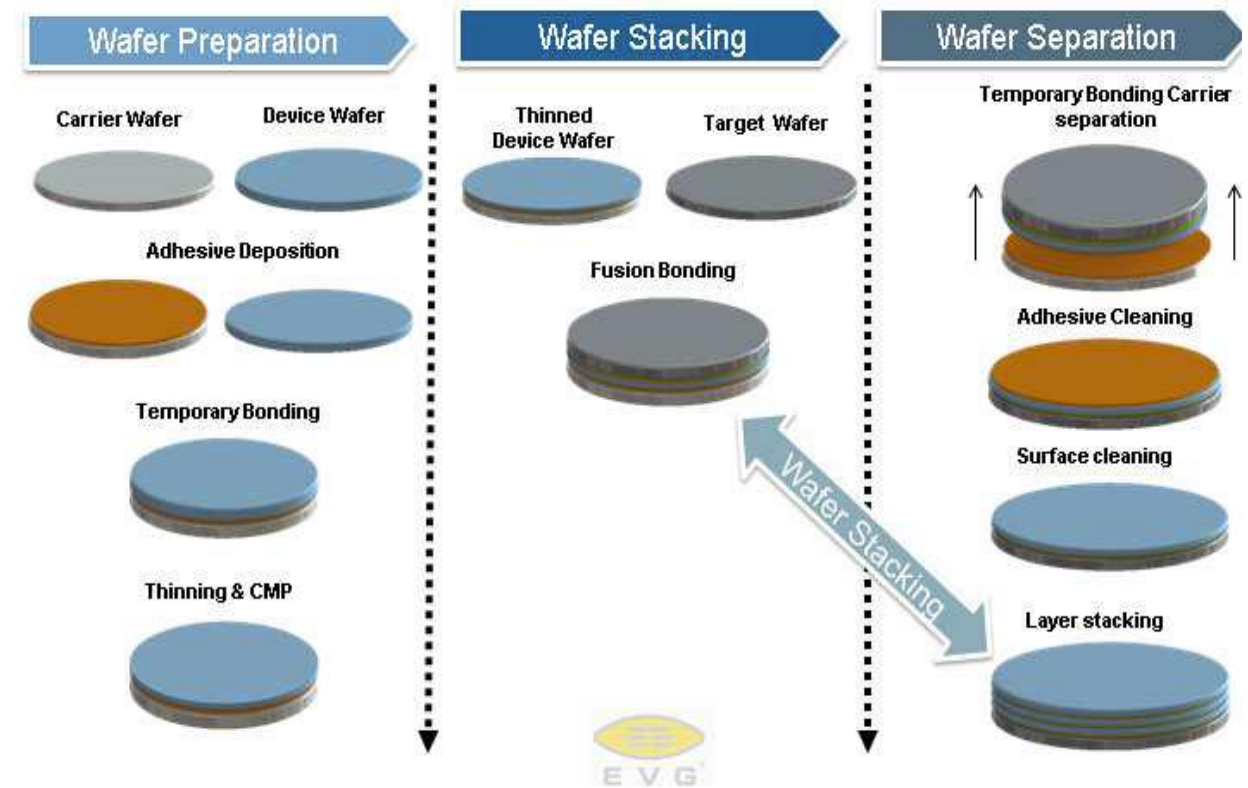 Wafer Preparation
Wafer Stacking
Wafer Separation
Carrier Wafer
Device Wafer
Adhesive Deposition
Temporary Bonding
Thinning & CMP
Thinned
Device Wafer
Target Wafer
Fusion Bonding
Wafer Stacking
Temporary Bonding Carrier
separation
Adhesive Cleaning
Surface cleaning
Layer stacking
EVG